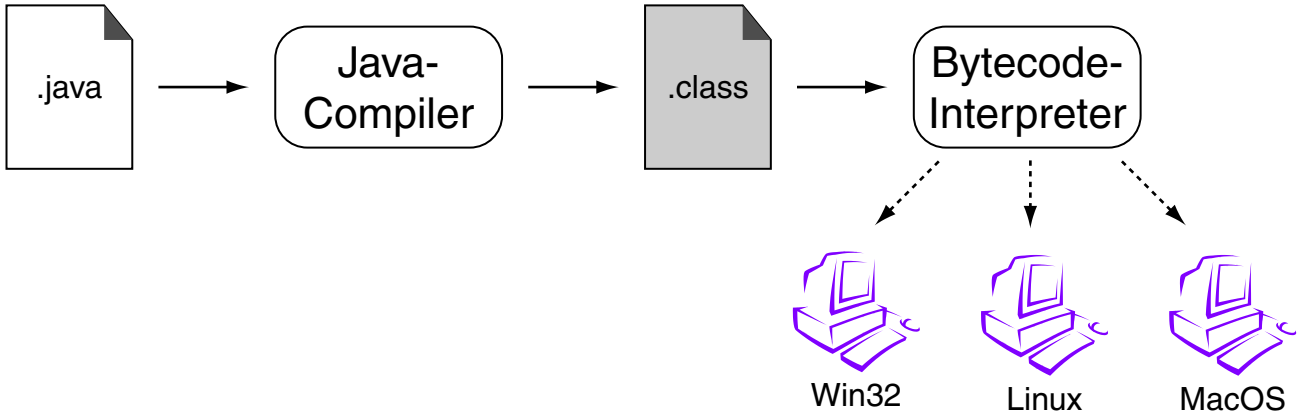 .java
Java-
Compiler
.class
Bytecode-
Interpreter
Win32
Linux
MacOS